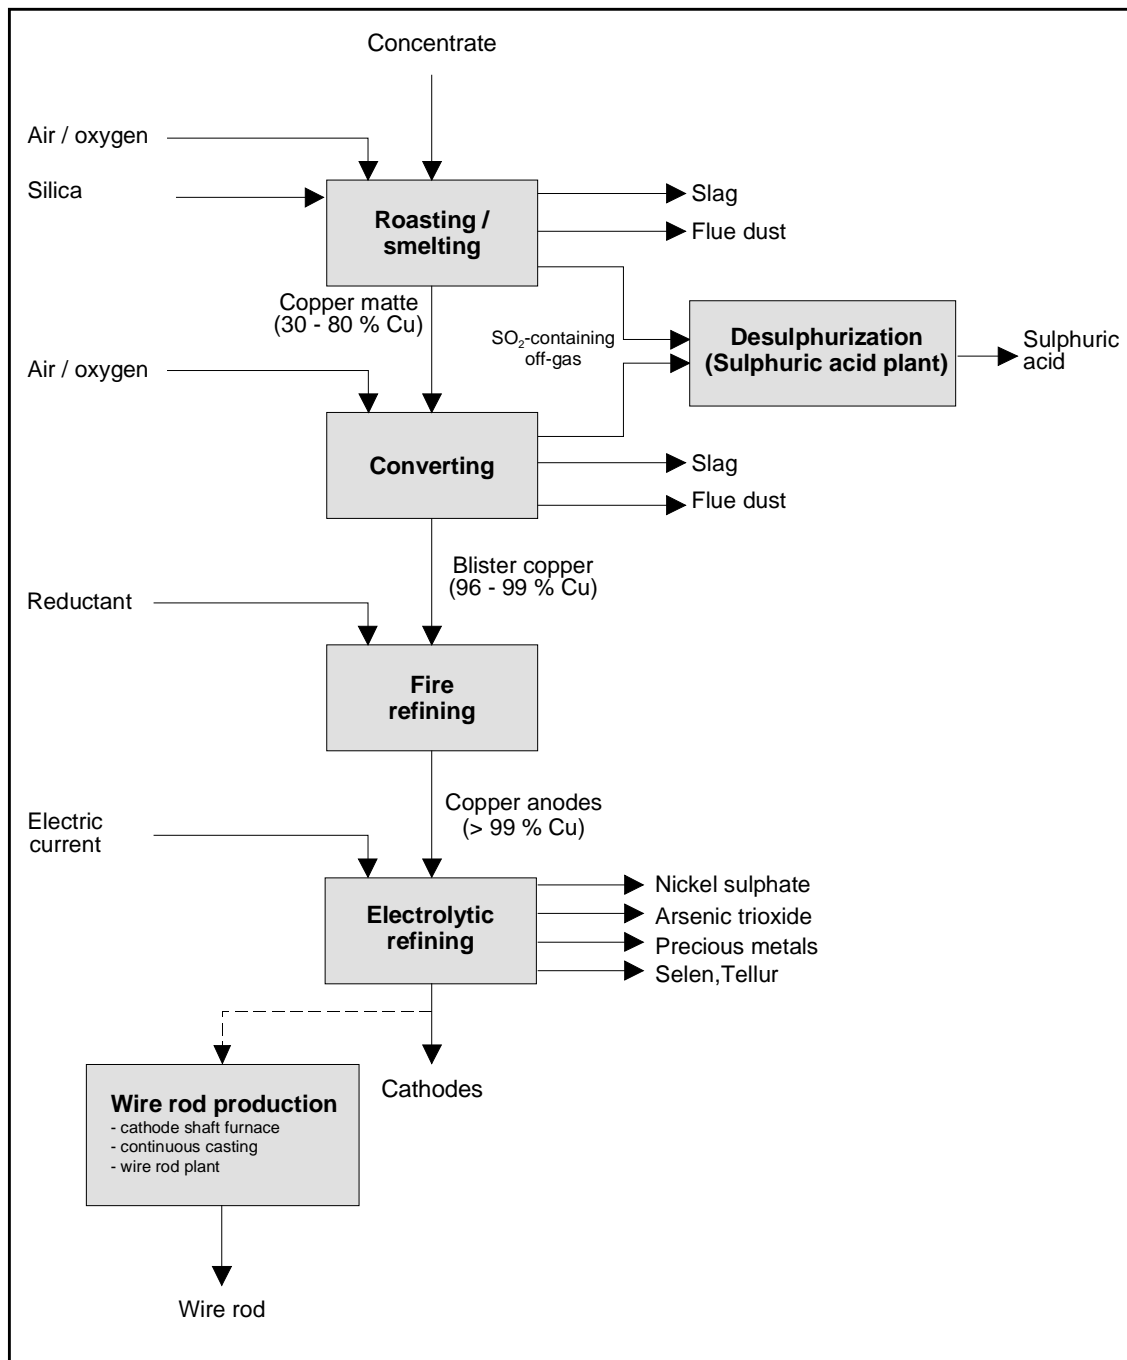 Concentrate
Air / oxygen
Silica
Roasting /
smelting
Slag
Flue dust
Copper matte
(30 - 80 % Cu)
SO₂-containing
off-gas
Desulphurization
(Sulphuric acid plant)
Sulphuric
acid
Air / oxygen
Converting
Slag
Flue dust
Blister copper
(96 - 99 % Cu)
Reductant
Fire
refining
Copper anodes
(> 99 % Cu)
Electric
current
Electrolytic
refining
Nickel sulphate
Arsenic trioxide
Precious metals
Selen,Tellur
Cathodes
Wire rod production
- cathode shaft furnace
- continuous casting
- wire rod plant
Wire rod